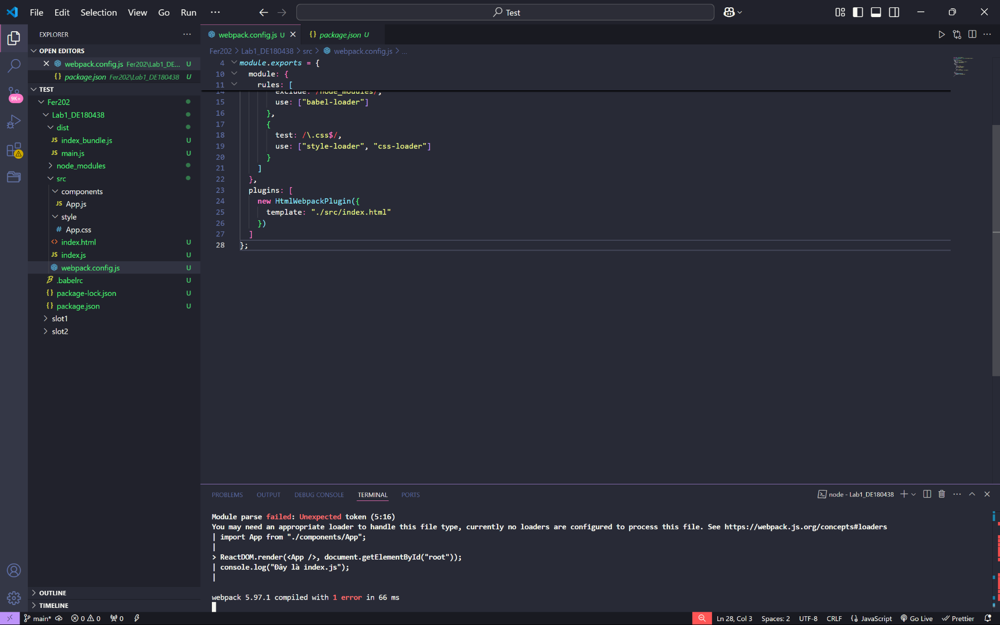 File Edit Selection View Go Run ···
Test
EXPLORER ···
OPEN EDITORS
webpack.config.js Fer202\Lab1_DE... U
package.json Fer202\Lab1_DE180438 U
TEST
Fer202
Lab1_DE180438
dist
JS index_bundle.js U
JS main.js U
node_modules
src
components
JS App.js
style
# App.css
<> index.html U
JS index.js U
webpack.config.js U
.babelrc U
{} package-lock.json U
{} package.json U
slot1
slot2
OUTLINE
TIMELINE
9K+
webpack.config.js U
{} package.json U
Fer202 > Lab1_DE180438 > src > webpack.config.js > ...
4 module.exports = {
10 module: {
11 rules: [
14 exclude: /node_modules/,
15 use: ["babel-loader"]
16 },
17 {
18 test: /\.css$/,
19 use: ["style-loader", "css-loader"]
20 }
21 ]
22 },
23 plugins: [
24 new HtmlWebpackPlugin({
25 template: "./src/index.html"
26 })
27 ]
28 };
PROBLEMS OUTPUT DEBUG CONSOLE TERMINAL PORTS
node - Lab1_DE180438
Module parse failed: Unexpected token (5:16)
You may need an appropriate loader to handle this file type, currently no loaders are configured to process this file. See https://webpack.js.org/concepts#loaders
| import App from "./components/App";
|
> ReactDOM.render(<App />, document.getElementById("root"));
| console.log("Đây là index.js");
|
webpack 5.97.1 compiled with 1 error in 66 ms
main* 0 0 0
Ln 28, Col 3 Spaces: 2 UTF-8 CRLF {} JavaScript Go Live Prettier